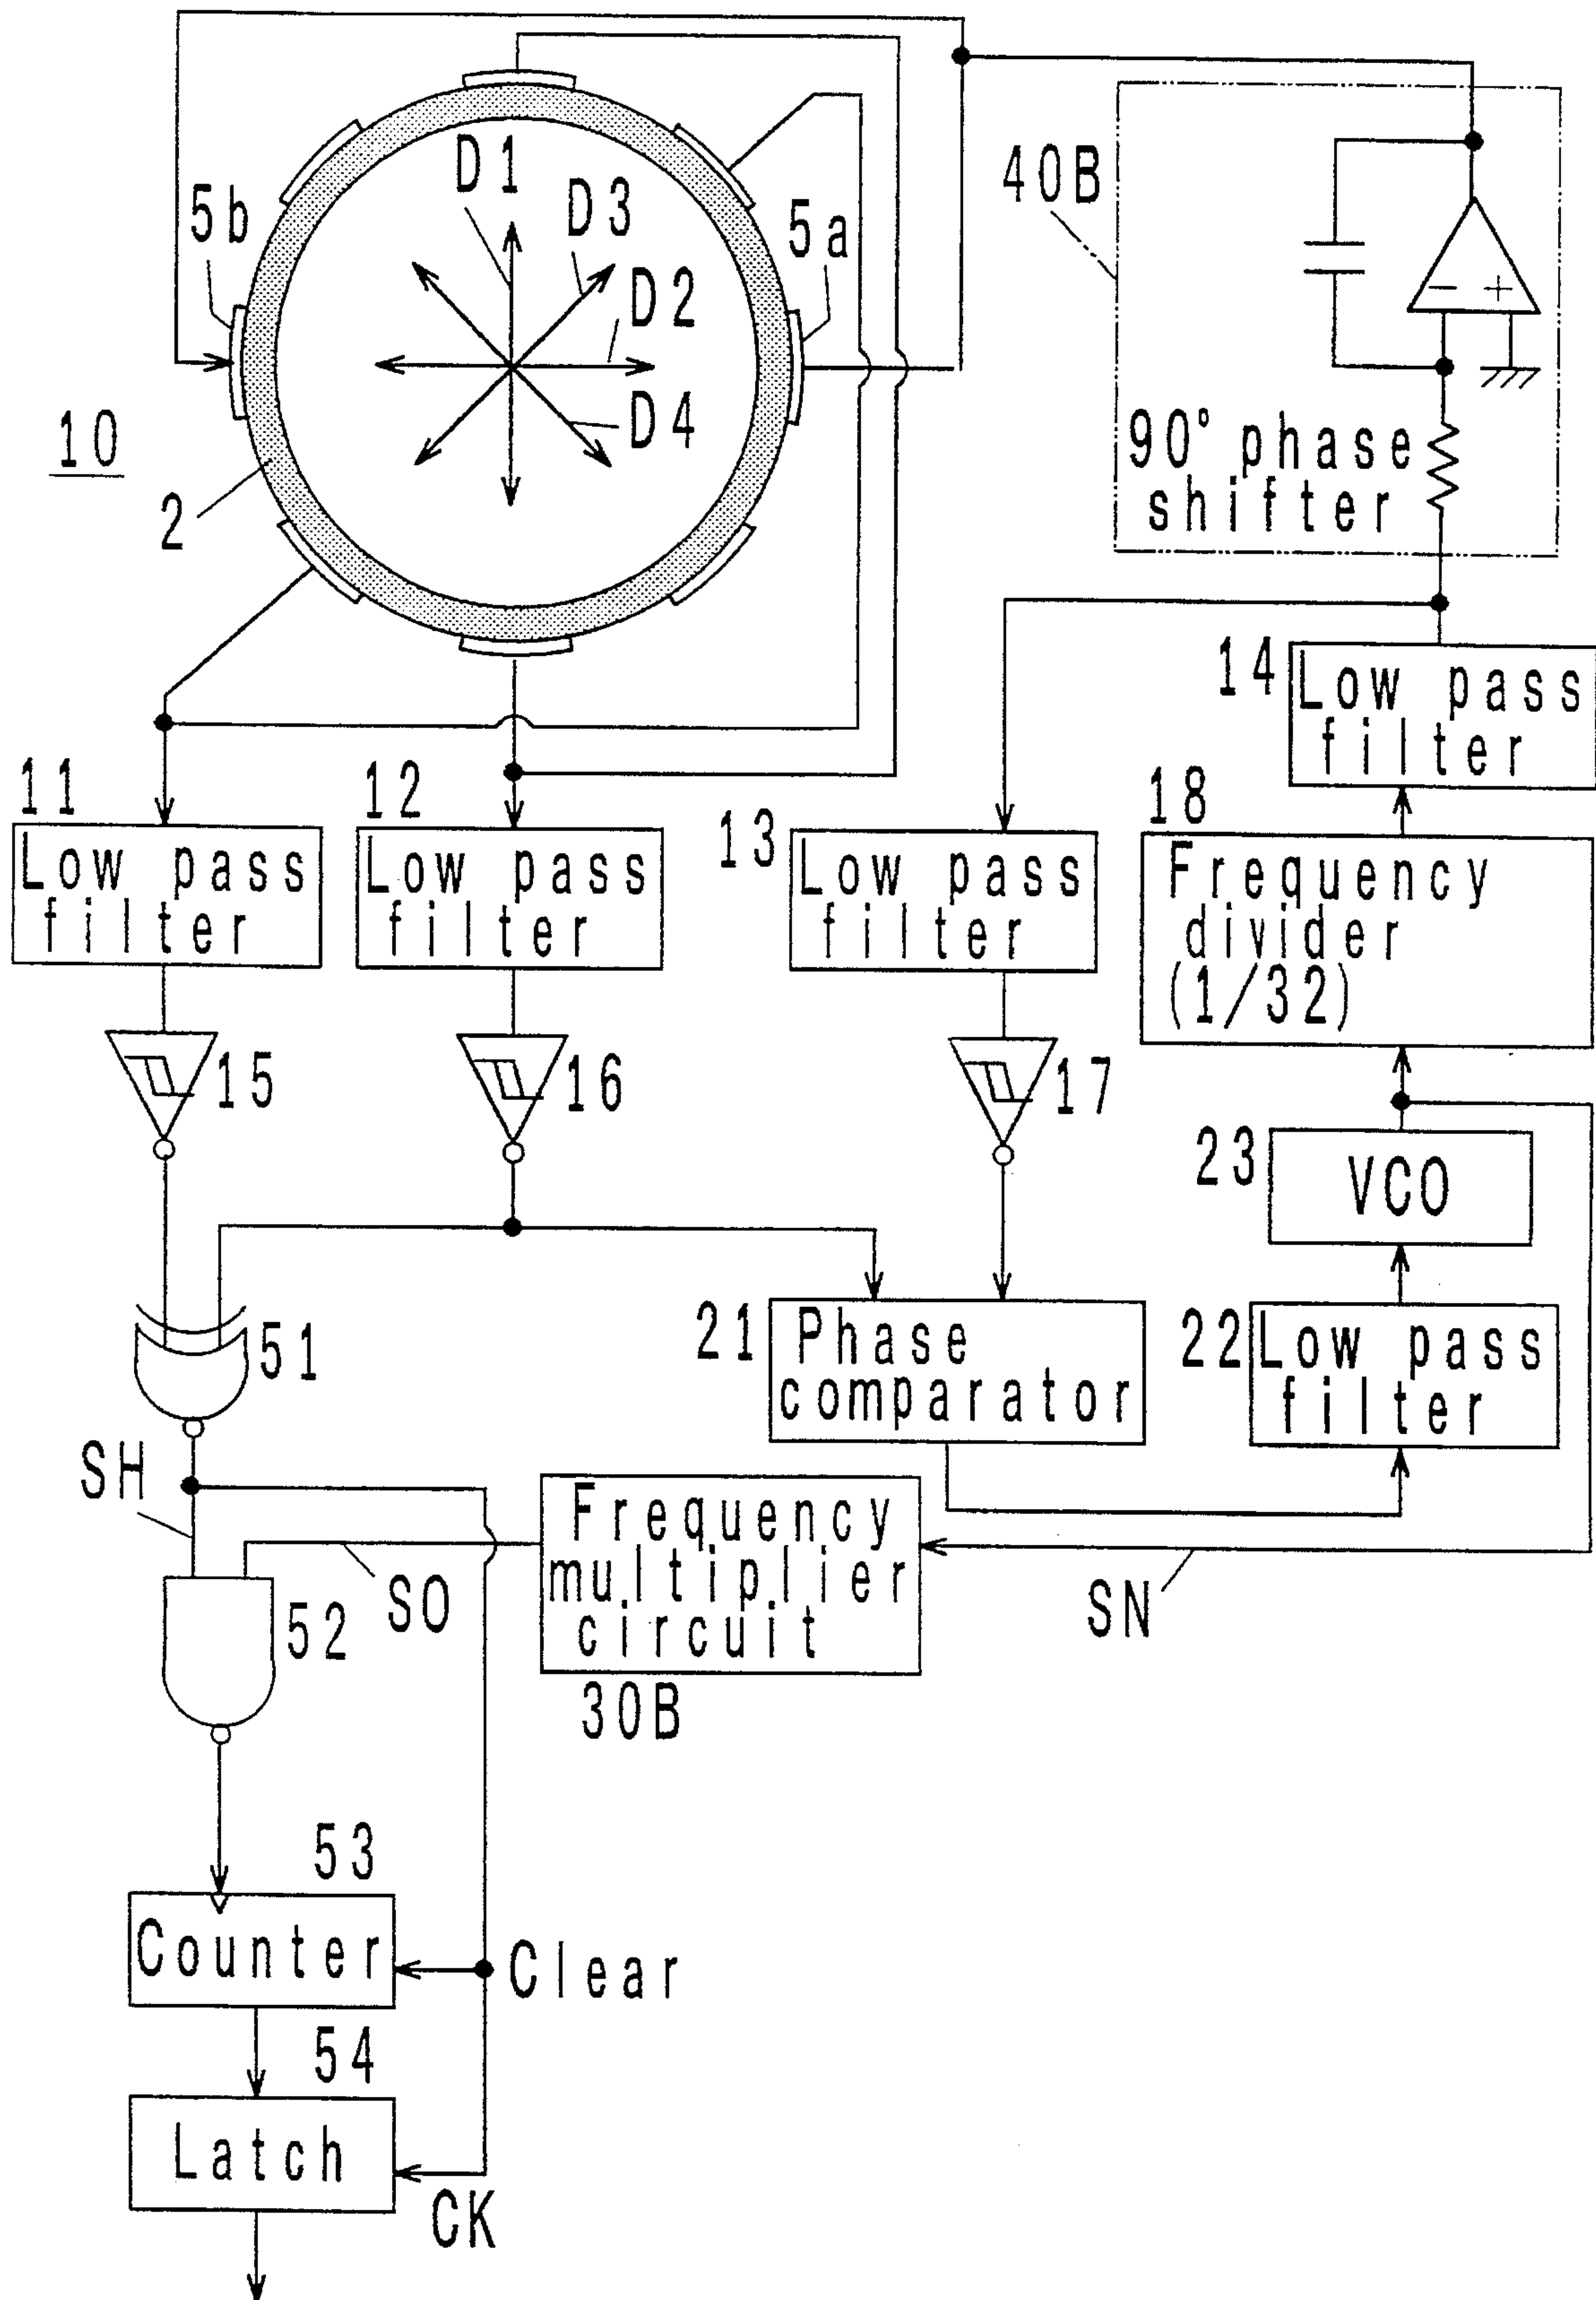 D1
D3
5b
5a
D2
D4
40B
10
2
90° phase
shifter
14
Low pass
filter
11
12
13
18
Low pass
filter
Low pass
filter
Low pass
filter
Frequency
divider
(1/32)
15
16
17
23
VCO
51
21
Phase
comparator
22
Low pass
filter
SH
Frequency
multiplier
circuit
SO
SN
52
30B
53
Counter
Clear
54
Latch
CK